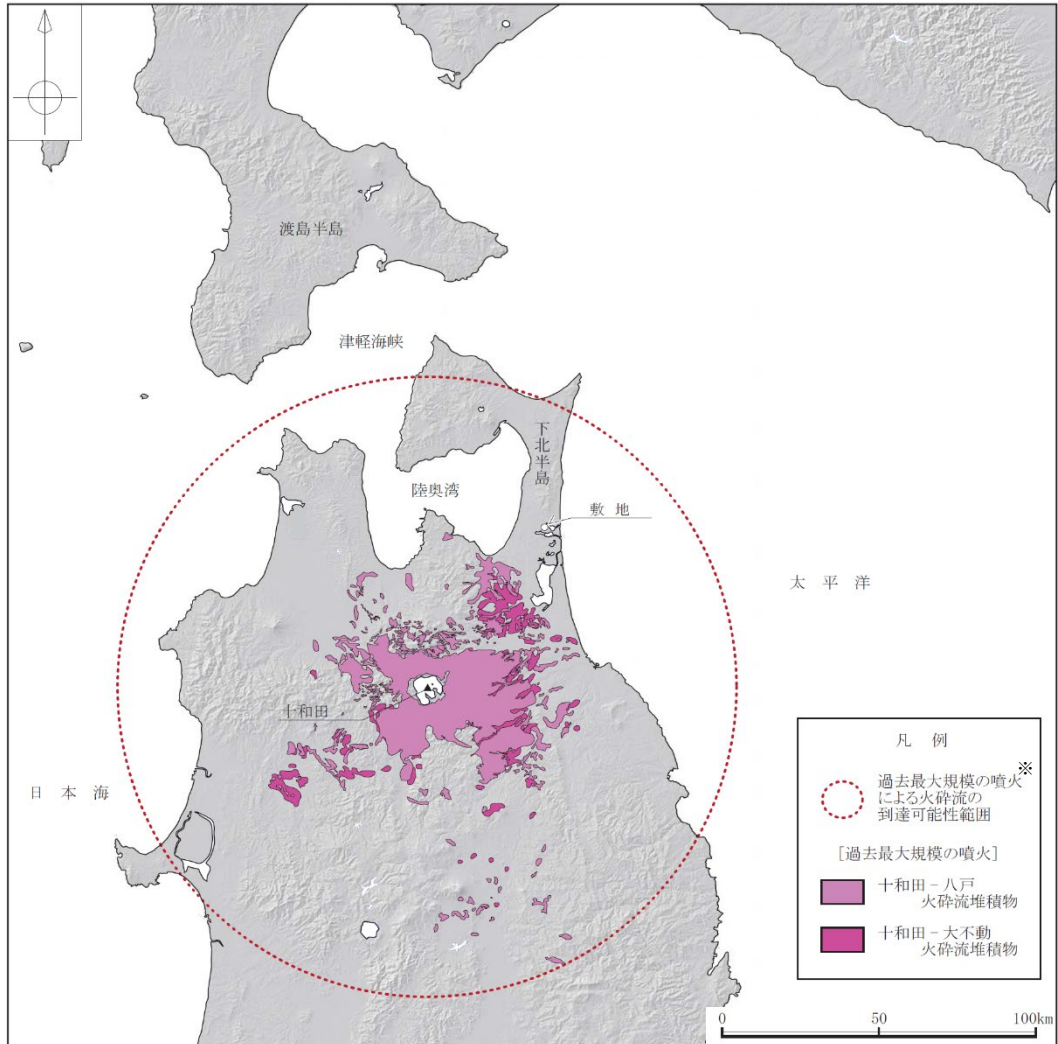 渡島半島
津軽海峡
下北半島
陸奥湾
敷 地
太 平 洋
十和田
日 本 海
凡 例
過去最大規模の噴火※
による火砕流の
到達可能性範囲
[過去最大規模の噴火]
十和田－八戸
火砕流堆積物
十和田－大不動
火砕流堆積物
0 50 100km